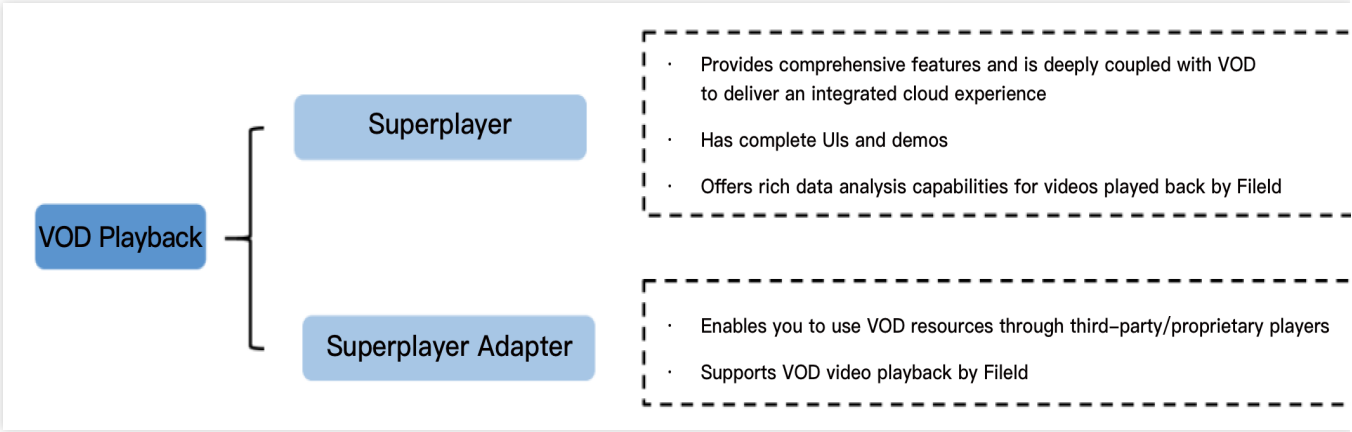 VOD Playback
Superplayer
· Provides comprehensive features and is deeply coupled with VOD
to deliver an integrated cloud experience
· Has complete UIs and demos
· Offers rich data analysis capabilities for videos played back by FileId
Superplayer Adapter
· Enables you to use VOD resources through third-party/proprietary players
· Supports VOD video playback by FileId